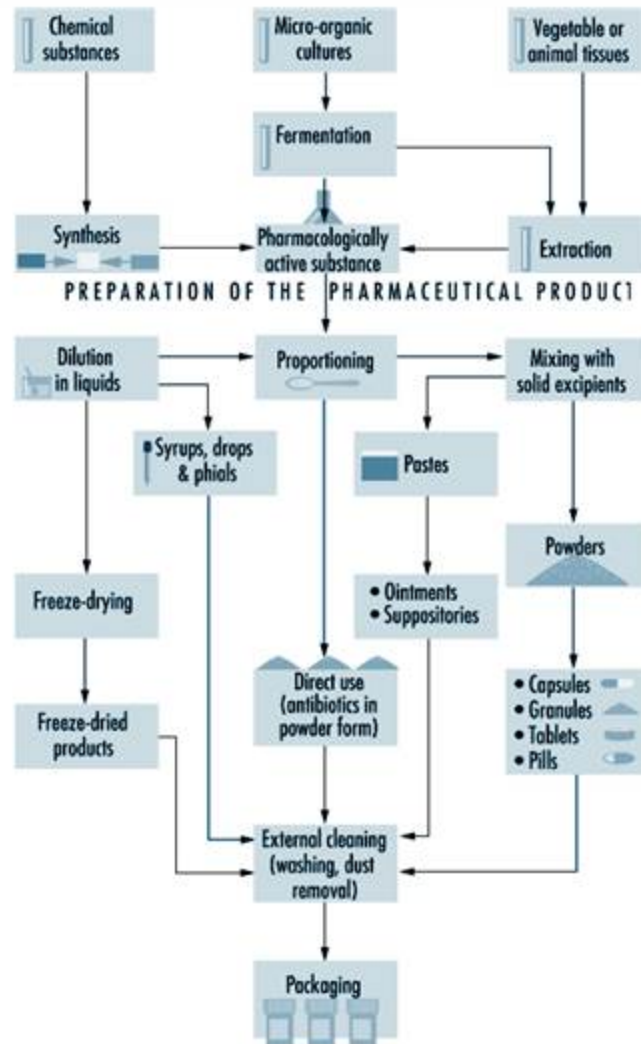 Chemical
substances
Micro-organic
cultures
Vegetable or
animal tissues
Fermentation
Synthesis
Pharmacologically
active substance
Extraction
PREPARATION OF THE PHARMACEUTICAL PRODUCT
Dilution
in liquids
Proportioning
Mixing with
solid excipients
Syrups, drops
& phials
Pastes
Powders
Freeze-drying
• Ointments
• Suppositories
Direct use
(antibiotics in
powder form)
• Capsules
• Granules
• Tablets
• Pills
Freeze-dried
products
External cleaning
(washing, dust
removal)
Packaging